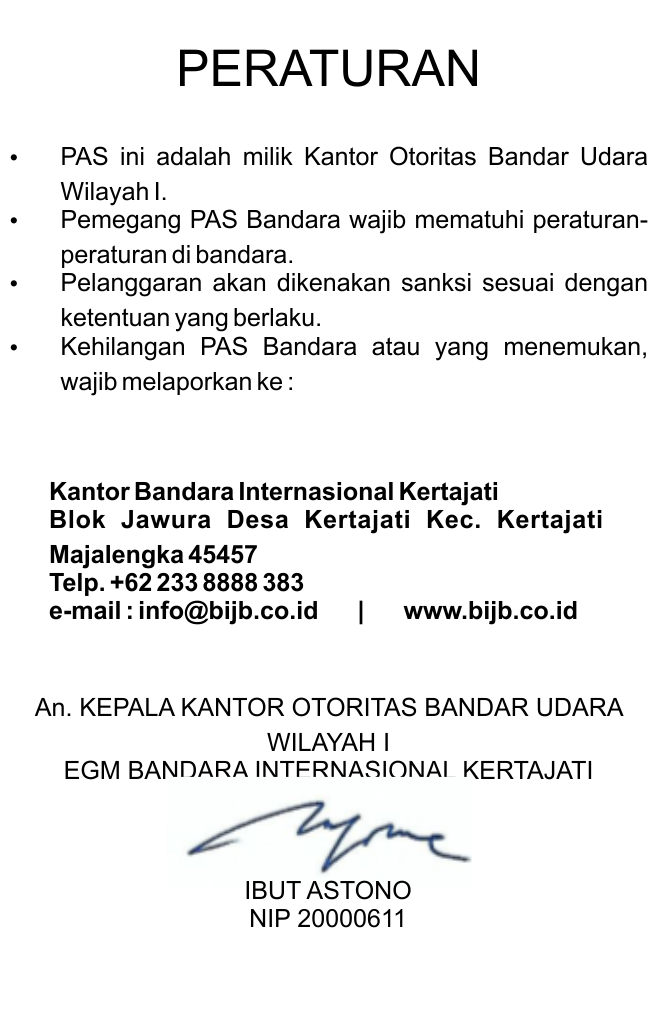 PERATURAN
• PAS ini adalah milik Kantor Otoritas Bandar Udara
Wilayah I.
• Pemegang PAS Bandara wajib mematuhi peraturan-
peraturan di bandara.
• Pelanggaran akan dikenakan sanksi sesuai dengan
ketentuan yang berlaku.
• Kehilangan PAS Bandara atau yang menemukan,
wajib melaporkan ke :
Kantor Bandara Internasional Kertajati
Blok Jawura Desa Kertajati Kec. Kertajati
Majalengka 45457
Telp. +62 233 8888 383
e-mail : info@bijb.co.id | www.bijb.co.id
An. KEPALA KANTOR OTORITAS BANDAR UDARA
WILAYAH I
EGM BANDARA INTERNASIONAL KERTAJATI
IBUT ASTONO
NIP 20000611